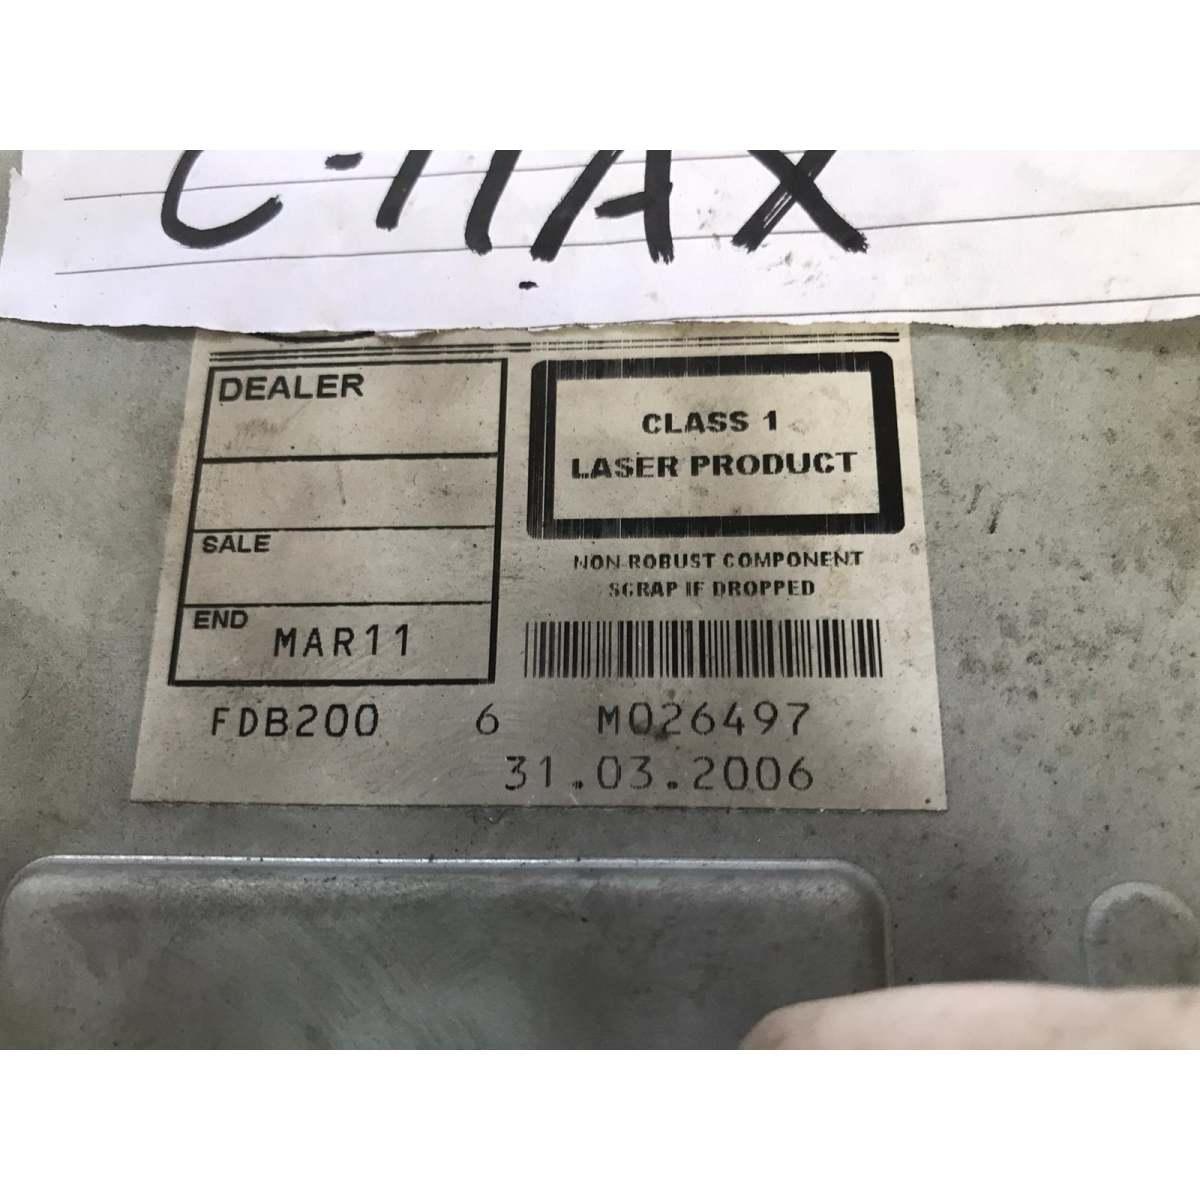 C-MAX
DEALER
SALE
END MAR11
CLASS 1
LASER PRODUCT
NON-ROBUST COMPONENT
SCRAP IF DROPPED
FDB200 6 M026497
31.03.2006